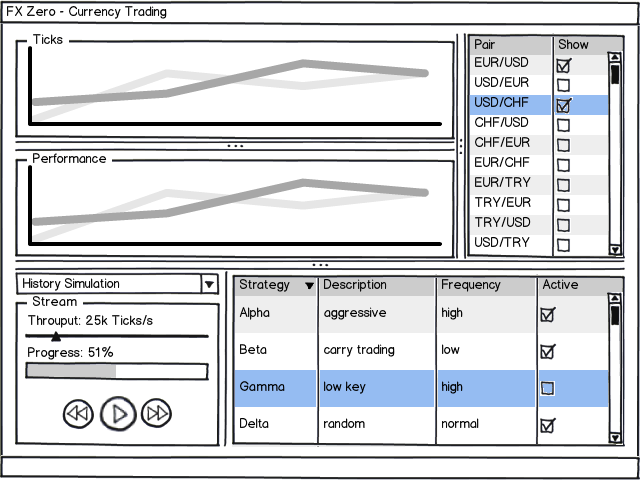 FX Zero - Currency Trading
Ticks
Performance
Pair Show
EUR/USD
USD/EUR
USD/CHF
CHF/USD
CHF/EUR
EUR/CHF
EUR/TRY
TRY/EUR
TRY/USD
USD/TRY
History Simulation
Stream
Throuput: 25k Ticks/s
Progress: 51%
Strategy Description Frequency Active
Alpha aggressive high
Beta carry trading low
Gamma low key high
Delta random normal